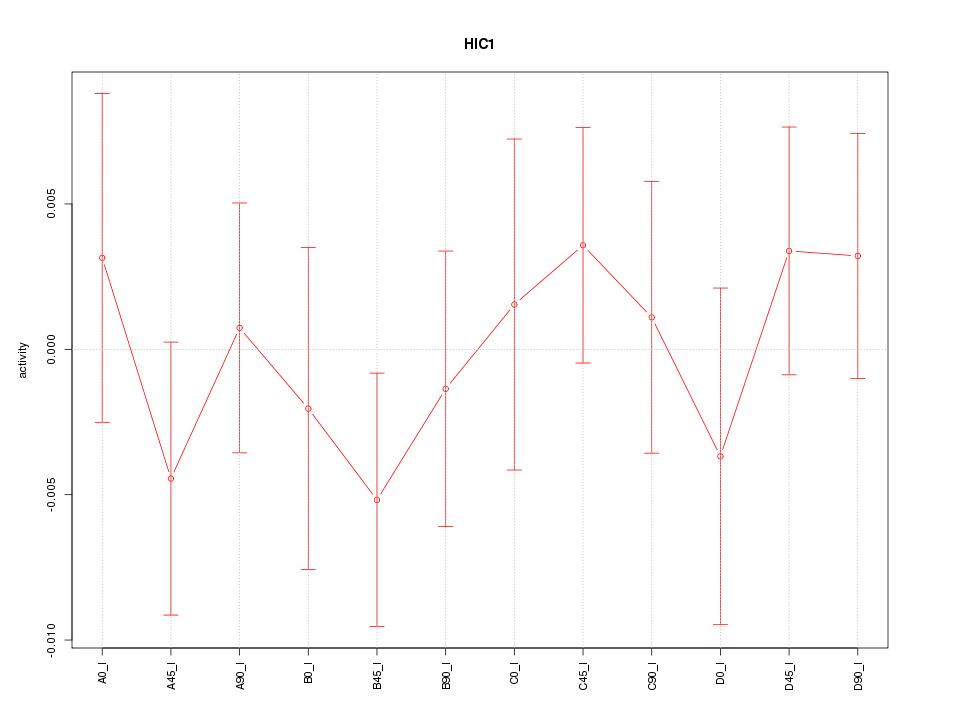 HIC1
activity
0.005
0.000
-0.005
-0.010
A0_I
A45_I
A90_I
B0_I
B45_I
B90_I
C0_I
C45_I
C90_I
D0_I
D45_I
D90_I